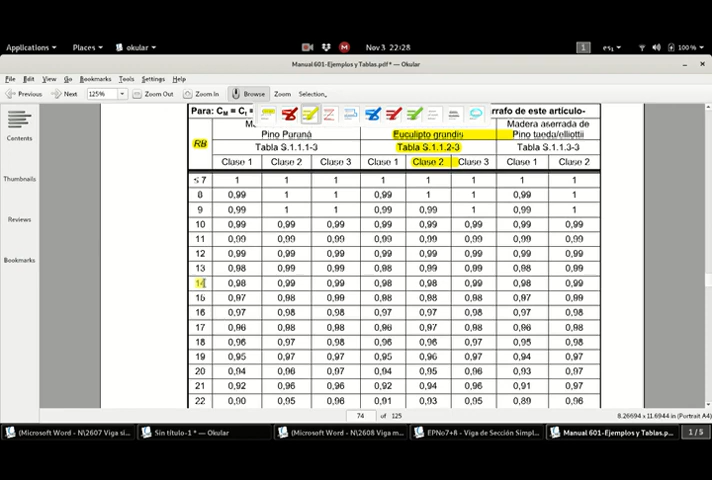 Applications Places okular Nov 3 22:28 1 es₁ 100 %
Manual 601-Ejemplos y Tablas.pdf * — Okular
File Edit View Go Bookmarks Tools Settings Help
Previous Next 125% Zoom Out Zoom In Browse Zoom Selection
Contents
Thumbnails
Reviews
Bookmarks
rrafo de este artículo-
Madera aserrada de
Pino Paraná Eucalipto grandis Pino taeda/elliottii
RB Tabla S.1.1.1-3 Tabla S.1.1.2-3 Tabla S.1.1.3-3
Clase 1 Clase 2 Clase 3 Clase 1 Clase 2 Clase 3 Clase 1 Clase 2
≤ 7 1 1 1 1 1 1 1 1
8 0,99 1 1 0,99 1 1 0,99 1
9 0,99 1 1 0,99 0,99 1 0,99 1
10 0,99 0,99 0,99 0,99 0,99 0,99 0,99 0,99
11 0,99 0,99 0,99 0,99 0,99 0,99 0,99 0,99
12 0,99 0,99 0,99 0,99 0,99 0,99 0,99 0,99
13 0,98 0,99 0,99 0,98 0,99 0,99 0,98 0,99
14 0,98 0,99 0,99 0,98 0,98 0,99 0,98 0,99
15 0,97 0,98 0,99 0,98 0,98 0,98 0,97 0,99
16 0,97 0,98 0,98 0,97 0,97 0,98 0,97 0,98
17 0,96 0,98 0,98 0,96 0,97 0,98 0,96 0,98
18 0,96 0,97 0,98 0,96 0,96 0,97 0,95 0,98
19 0,95 0,97 0,97 0,95 0,96 0,97 0,94 0,97
20 0,94 0,96 0,97 0,94 0,95 0,96 0,93 0,97
21 0,92 0,96 0,96 0,92 0,94 0,96 0,91 0,97
22 0,90 0,95 0,96 0,91 0,93 0,95 0,89 0,96
74 of 125 8.26694 x 11.6944 in (Portrait A4)
(Microsoft Word - N\2607 Viga si... Sin título-1 * — Okular (Microsoft Word - N\2608 Viga m... EPNo7+8 - Viga de Sección Simpl... Manual 601-Ejemplos y Tablas.p... 1 / 5